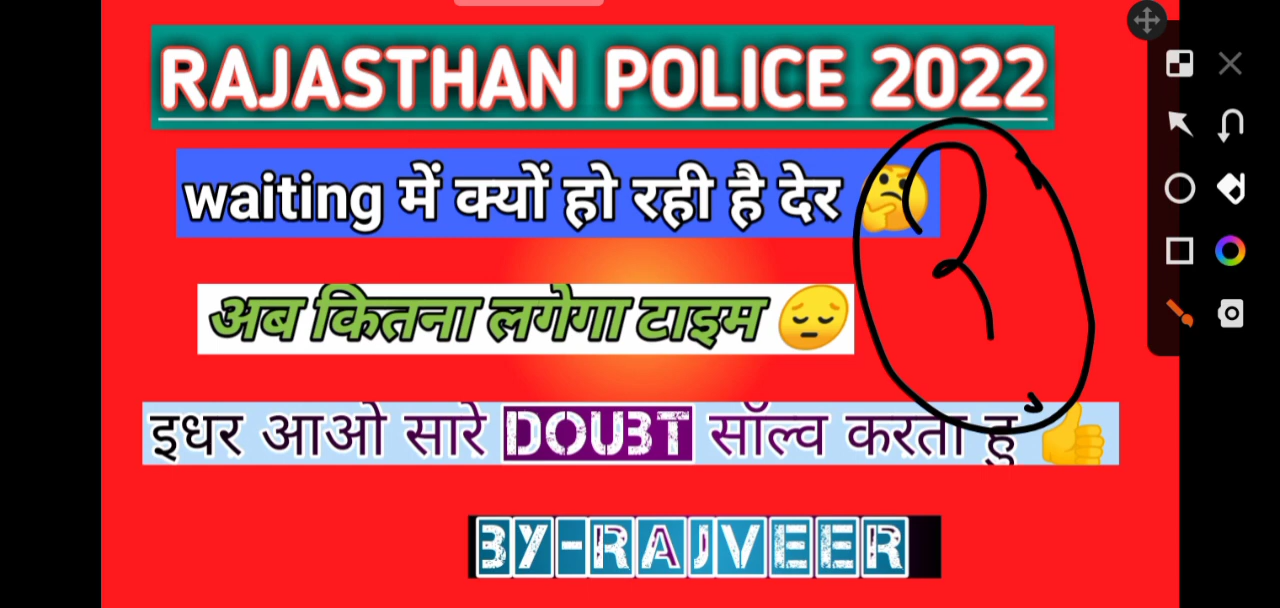 RAJASTHAN POLICE 2022
waiting में क्यों हो रही है देर 🤔
अब कितना लगेगा टाइम 😔
इधर आओ सारे DOUBT सॉल्व करता हुं 👍
BY-RAJVEER